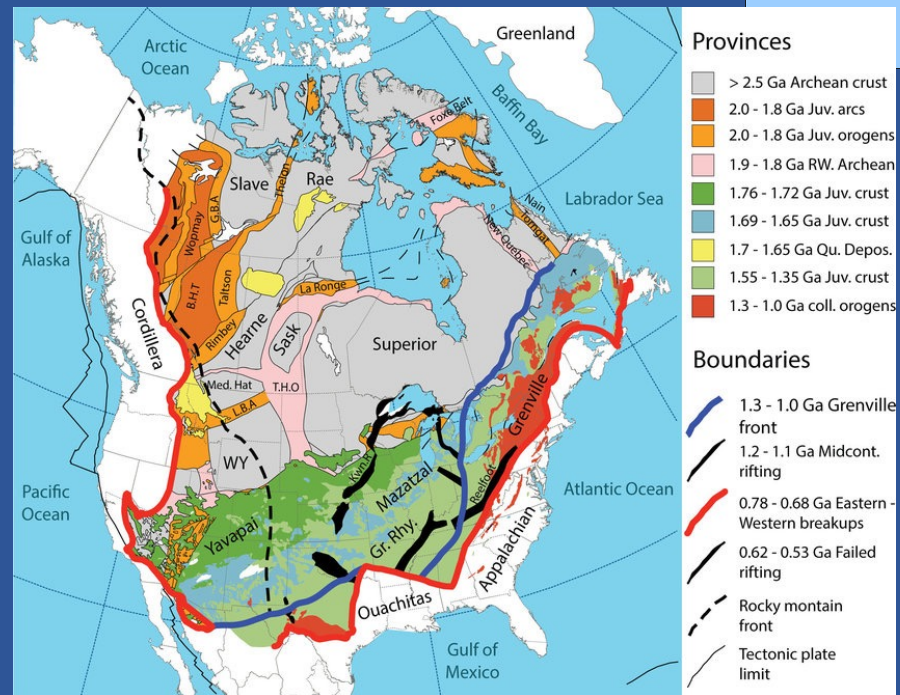 Arctic
Ocean
Greenland
Baffin Bay
Foxe Belt
Slave
Rae
Thelon
G.B.A
Wopmay
Nain
Torngat
New Quebec
Labrador Sea
Gulf of
Alaska
Cordillera
B.H.T
Taltson
Rimbey
Hearne
La Ronge
Sask
Superior
Med. Hat
T.H.O
L.B.A
WY
Grenville
Kwn.R
Mazatzal
Reelfoot
Yavapai
Gr. Rhy.
Appalachian
Ouachitas
Pacific
Ocean
Atlantic Ocean
Gulf of
Mexico
Provinces
> 2.5 Ga Archean crust
2.0 - 1.8 Ga Juv. arcs
2.0 - 1.8 Ga Juv. orogens
1.9 - 1.8 Ga RW. Archean
1.76 - 1.72 Ga Juv. crust
1.69 - 1.65 Ga Juv. crust
1.7 - 1.65 Ga Qu. Depos.
1.55 - 1.35 Ga Juv. crust
1.3 - 1.0 Ga coll. orogens
Boundaries
1.3 - 1.0 Ga Grenville
front
1.2 - 1.1 Ga Midcont.
rifting
0.78 - 0.68 Ga Eastern -
Western breakups
0.62 - 0.53 Ga Failed
rifting
Rocky montain
front
Tectonic plate
limit